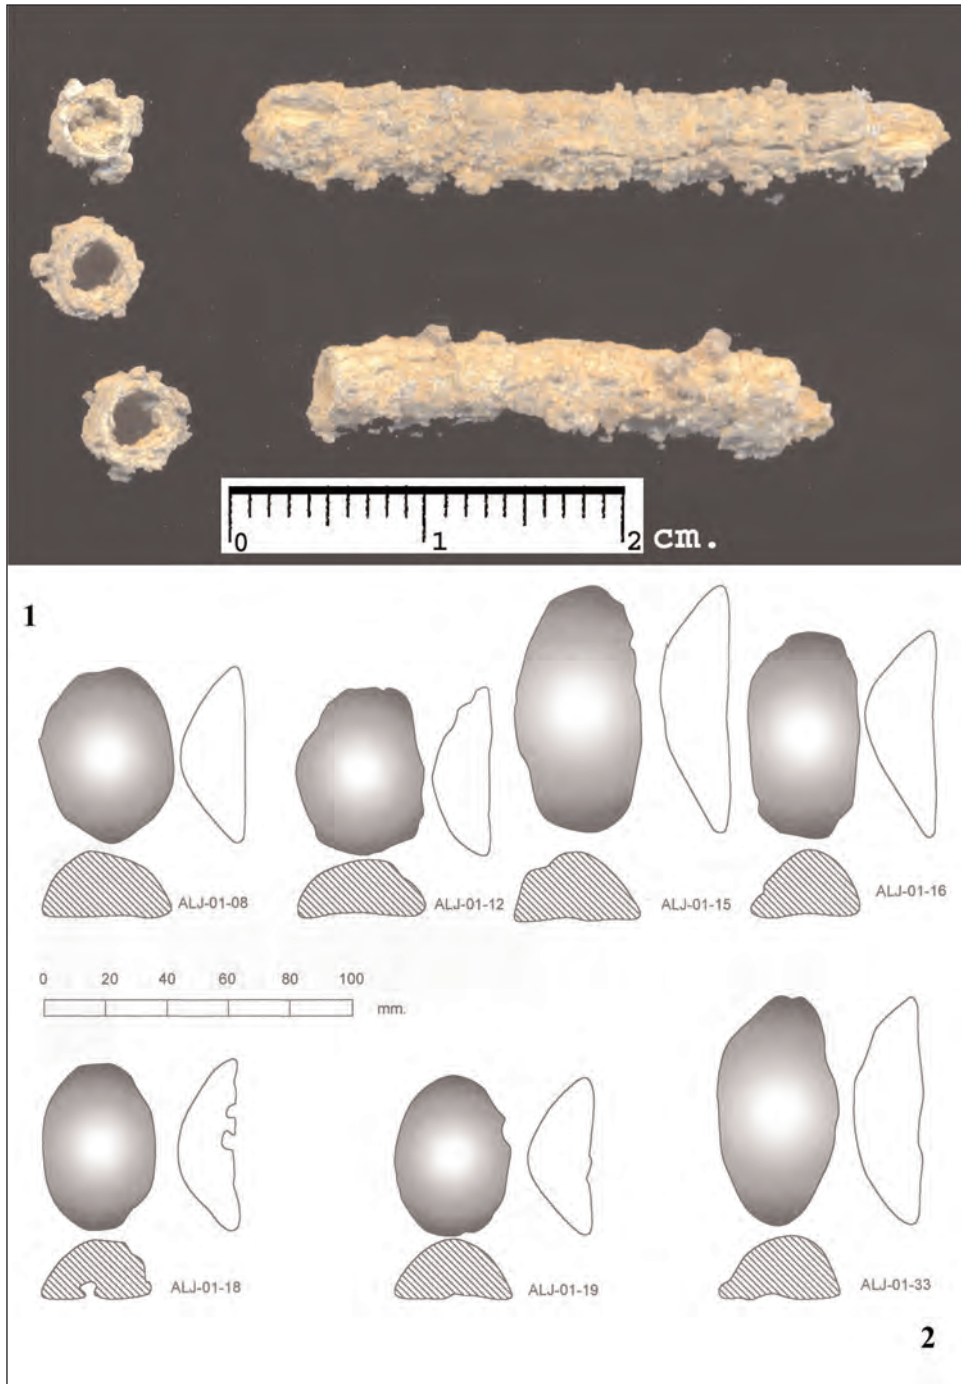 0 1 2 cm.
1
ALJ-01-08 ALJ-01-12 ALJ-01-15 ALJ-01-16
0 20 40 60 80 100
mm.
ALJ-01-18 ALJ-01-19 ALJ-01-33
2